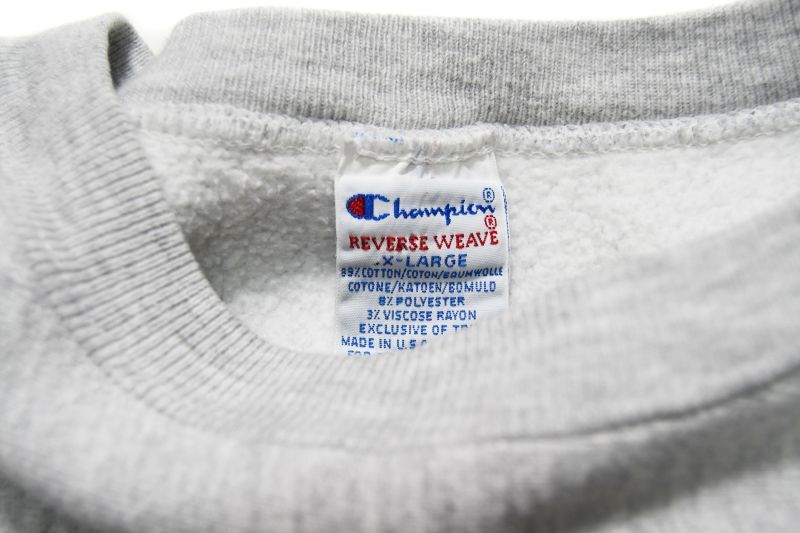 Champion®
REVERSE WEAVE®
X-LARGE
89% COTTON/COTON/BAUMWOLLE
COTONE/KATOEN/BOMULD
8% POLYESTER
3% VISCOSE RAYON
EXCLUSIVE OF
MADE IN U.S.A